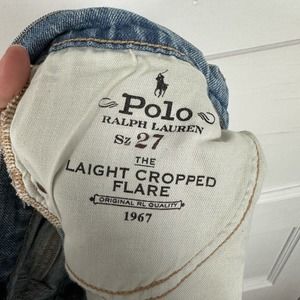 Polo
RALPH LAUREN
Sz 27
THE
LAIGHT CROPPED
FLARE
ORIGINAL RL QUALITY
1967